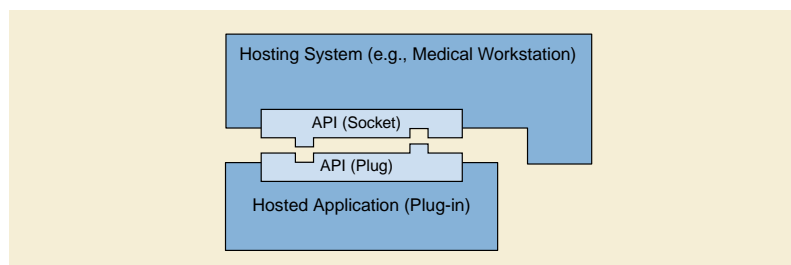 Hosting System (e.g., Medical Workstation)
API (Socket)
API (Plug)
Hosted Application (Plug-in)